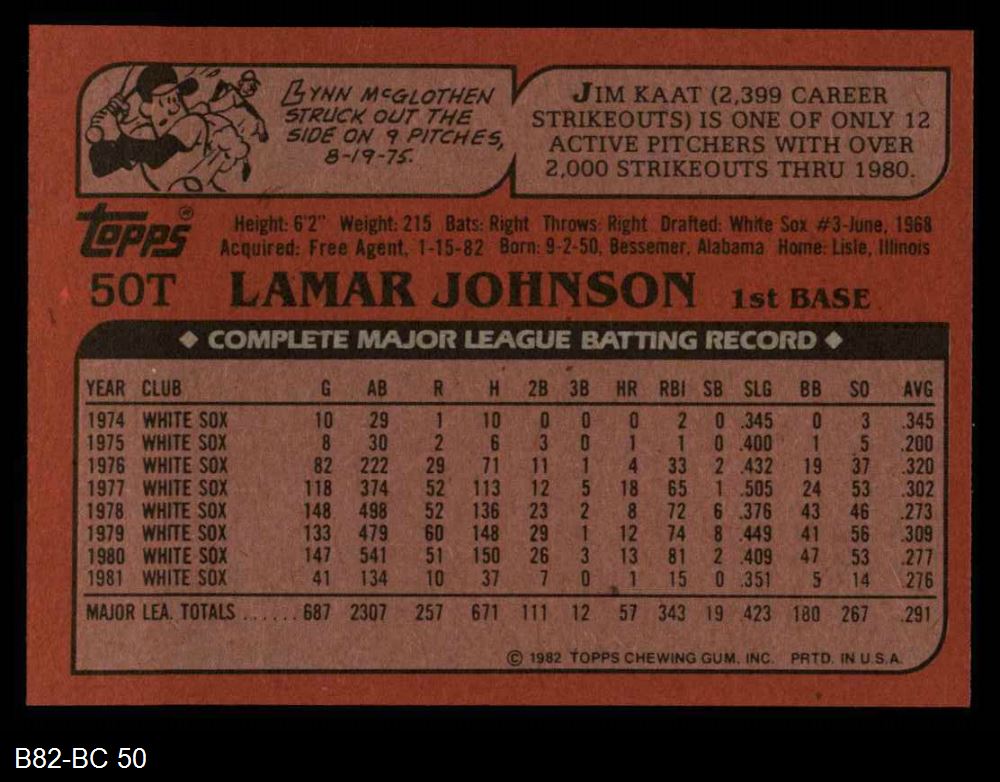 LYNN McGLOTHEN
STRUCK OUT THE
SIDE ON 9 PITCHES,
8-19-75.
JIM KAAT (2,399 CAREER
STRIKEOUTS) IS ONE OF ONLY 12
ACTIVE PITCHERS WITH OVER
2,000 STRIKEOUTS THRU 1980.
TOPPS®
Height: 6'2" Weight: 215 Bats: Right Throws: Right Drafted: White Sox #3-June, 1968
Acquired: Free Agent, 1-15-82 Born: 9-2-50, Bessemer, Alabama Home: Lisle, Illinois
50T LAMAR JOHNSON 1st BASE
◆ COMPLETE MAJOR LEAGUE BATTING RECORD ◆
YEAR CLUB G AB R H 2B 3B HR RBI SB SLG BB SO AVG
1974 WHITE SOX 10 29 1 10 0 0 0 2 0 .345 0 3 .345
1975 WHITE SOX 8 30 2 6 3 0 1 1 0 .400 1 5 .200
1976 WHITE SOX 82 222 29 71 11 1 4 33 2 .432 19 37 .320
1977 WHITE SOX 118 374 52 113 12 5 18 65 1 .505 24 53 .302
1978 WHITE SOX 148 498 52 136 23 2 8 72 6 .376 43 46 .273
1979 WHITE SOX 133 479 60 148 29 1 12 74 8 .449 41 56 .309
1980 WHITE SOX 147 541 51 150 26 3 13 81 2 .409 47 53 .277
1981 WHITE SOX 41 134 10 37 7 0 1 15 0 .351 5 14 .276
MAJOR LEA. TOTALS ...... 687 2307 257 671 111 12 57 343 19 .423 180 267 .291
© 1982 TOPPS CHEWING GUM, INC. PRTD. IN U.S.A.
B82-BC 50